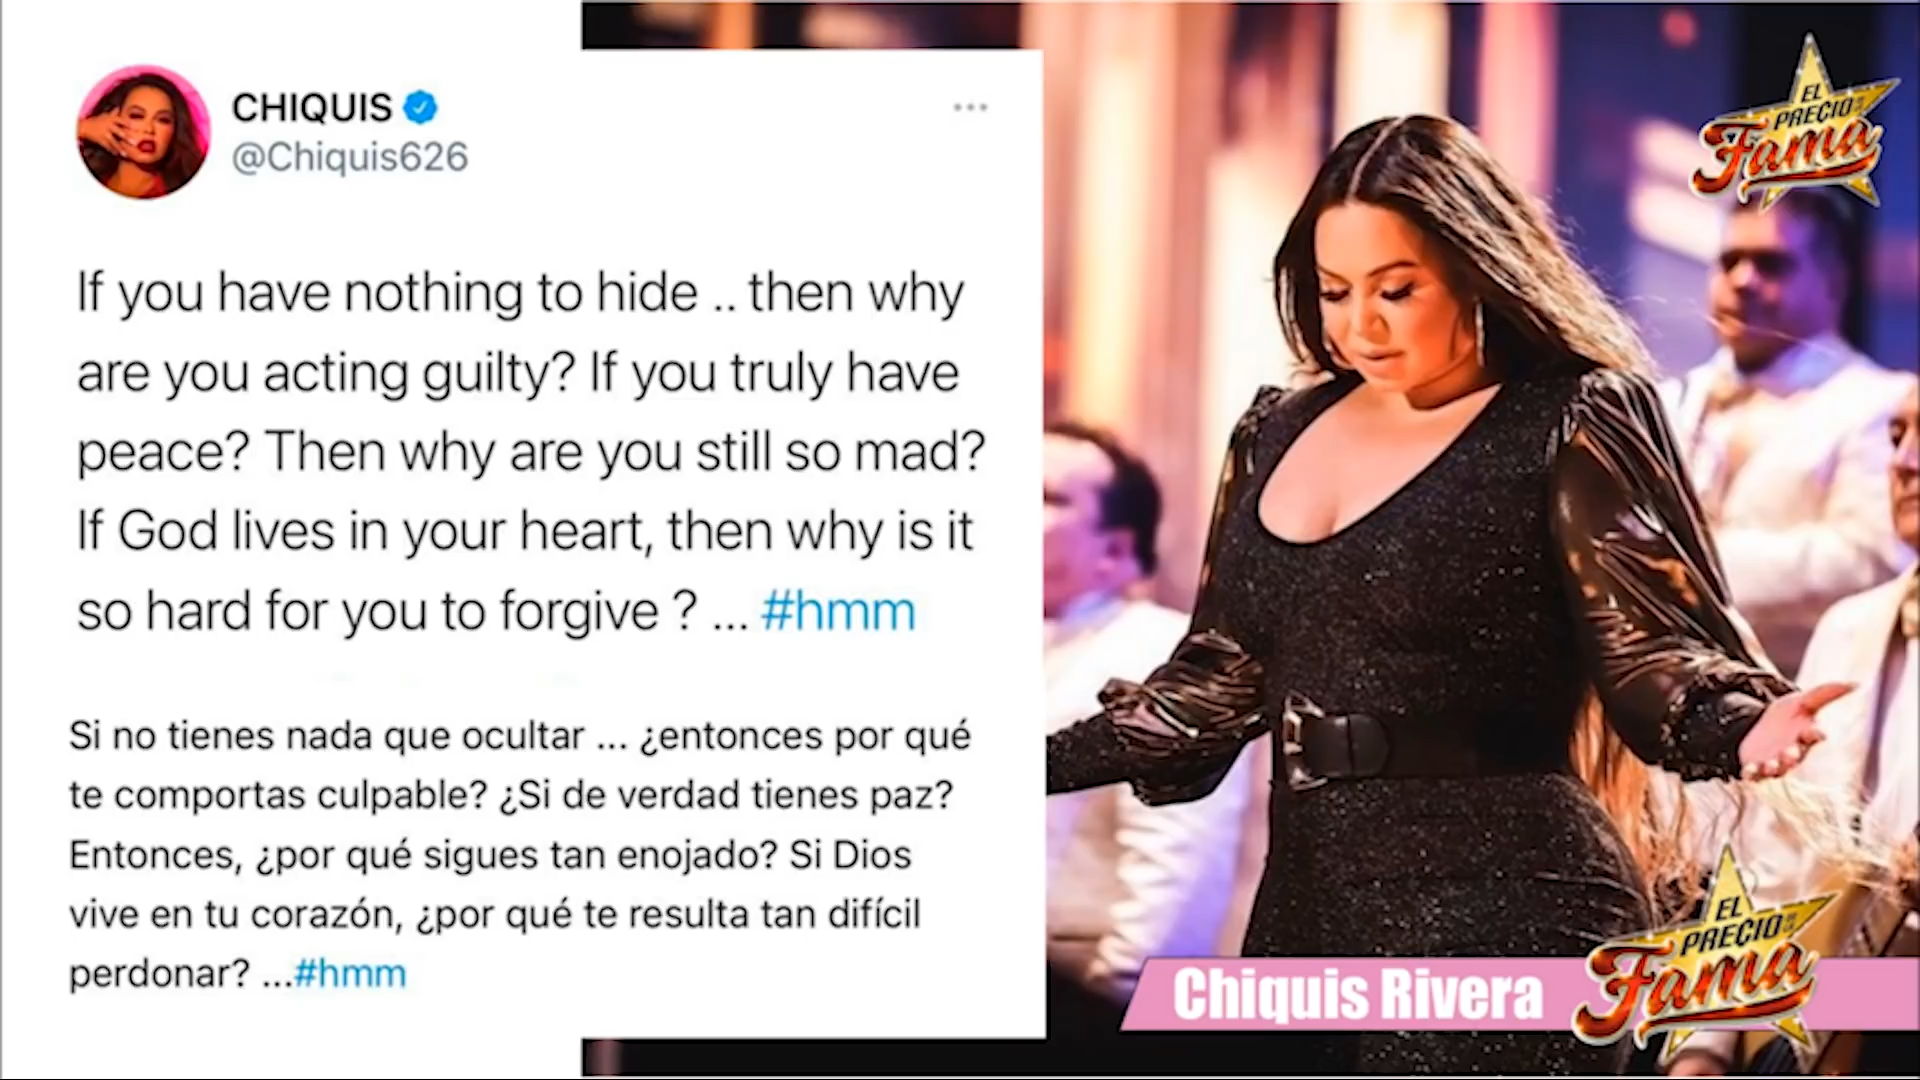 CHIQUIS
@Chiquis626
If you have nothing to hide .. then why
are you acting guilty? If you truly have
peace? Then why are you still so mad?
If God lives in your heart, then why is it
so hard for you to forgive ? ... #hmm
Si no tienes nada que ocultar ... ¿entonces por qué
te comportas culpable? ¿Si de verdad tienes paz?
Entonces, ¿por qué sigues tan enojado? Si Dios
vive en tu corazón, ¿por qué te resulta tan difícil
perdonar? ...#hmm
EL
PRECIO
Fama
Chiquis Rivera
EL
PRECIO
Fama